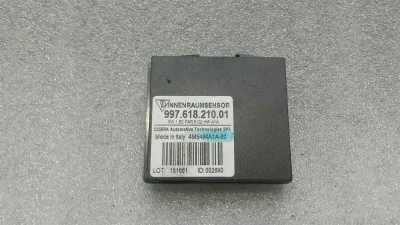 INNENRAUMSENSOR
997.618.210.01
COBRA Automotive Technologies SPA
Made in Italy
LOT: 151681 ID:002690